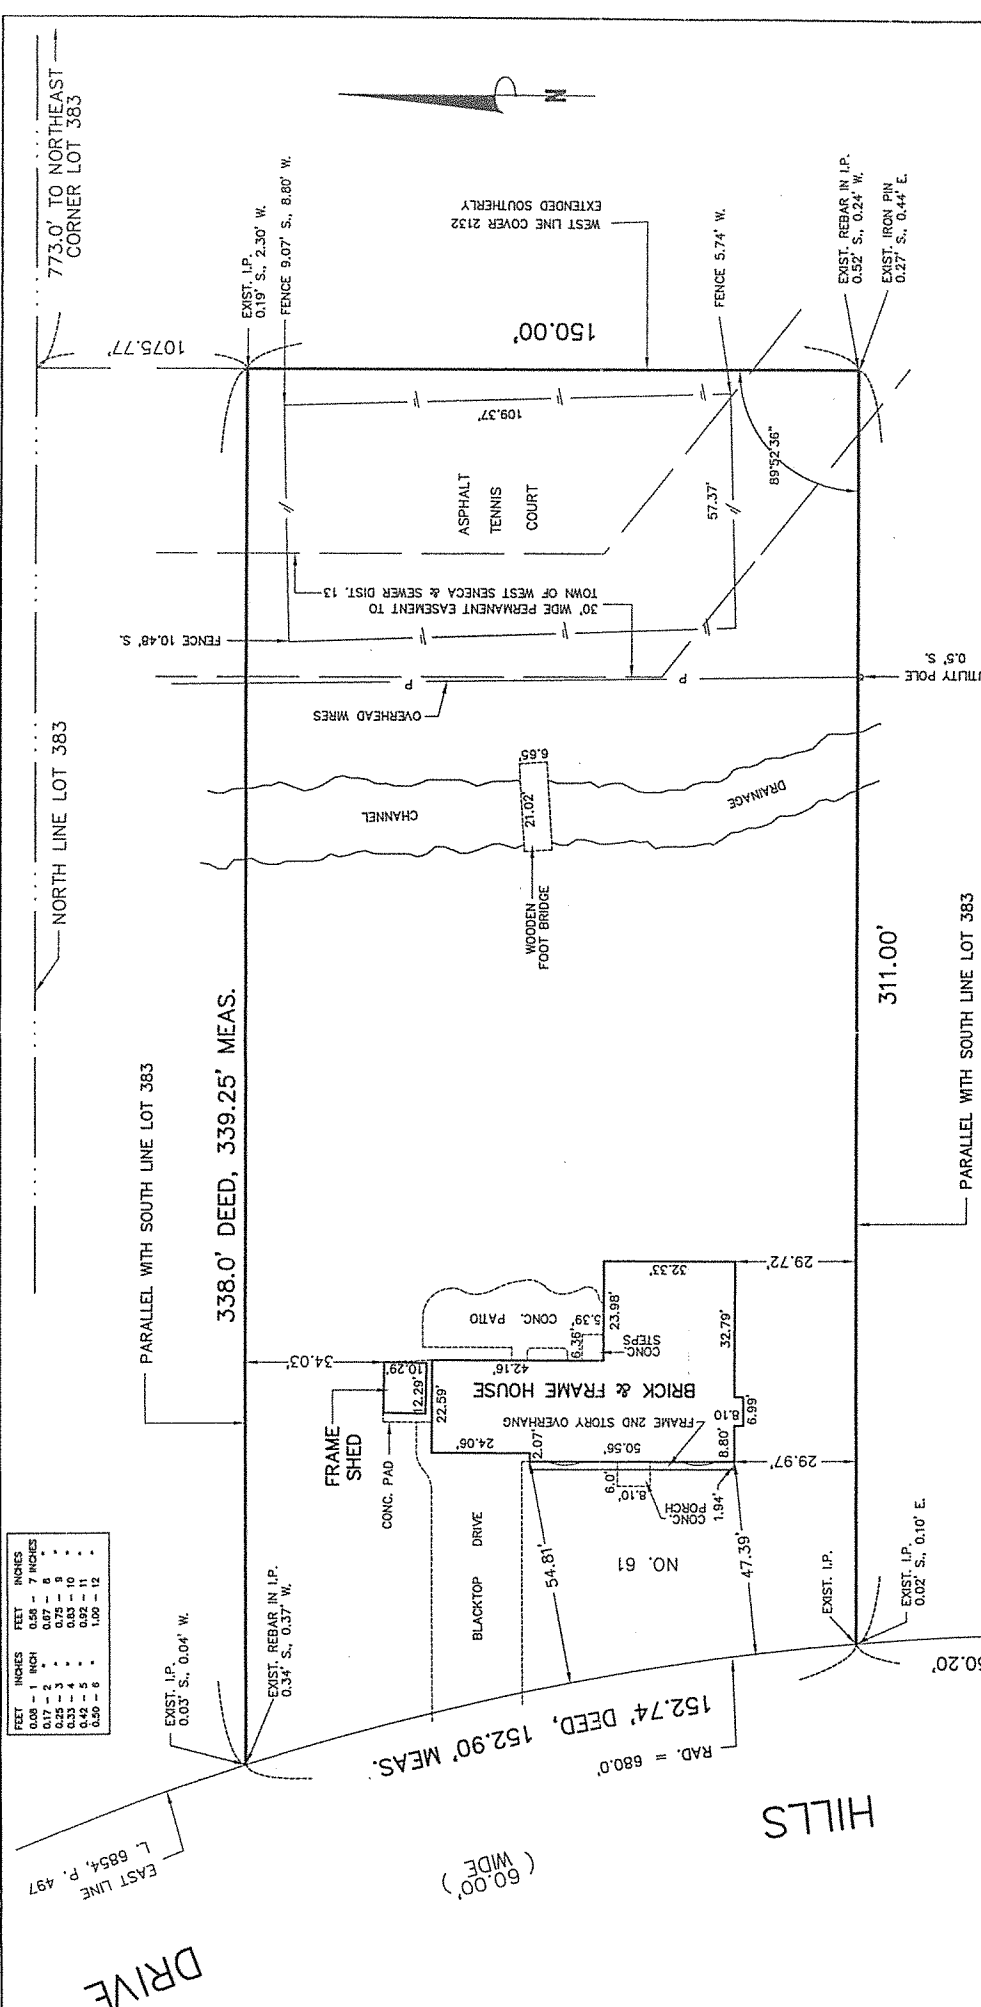 773.0' TO NORTHEAST
CORNER LOT 383
N
NORTH LINE LOT 383
1075.77'
EXIST. I.P.
0.19' S., 2.30' W.
FENCE 9.07' S., 8.80' W.
WEST LINE COVER 2132
EXTENDED SOUTHERLY
FENCE 5.74' W.
EXIST. REBAR IN I.P.
0.52' S., 0.24' W.
EXIST. IRON PIN
0.27' S., 0.44' E.
150.00'
109.37'
ASPHALT
TENNIS
COURT
57.37'
89°52'36"
30' WIDE PERMANENT EASEMENT TO
TOWN OF WEST SENECA & SEWER DIST. 13
FENCE 10.48' S.
P
P
OVERHEAD WIRES
UTILITY POLE
0.5' S.
CHANNEL
DRAINAGE
21.02'
6.65'
WOODEN
FOOT BRIDGE
PARALLEL WITH SOUTH LINE LOT 383
338.0' DEED, 339.25' MEAS.
311.00'
PARALLEL WITH SOUTH LINE LOT 383
34.03'
FRAME
SHED
10.29'
12.29'
CONC. PAD
CONC. PATIO
5.39'
6.36'
CONC.
STEPS
23.98'
32.33'
29.72'
42.16'
22.59'
32.79'
BRICK & FRAME HOUSE
FRAME 2ND STORY OVERHANG
24.06'
2.07'
50.56'
8.80'
8.10
6.99'
29.97'
6.0'
8.10'
CONC.
PORCH
1.94'
BLACKTOP DRIVE
54.81'
NO. 61
47.39'
FEET INCHES FEET INCHES
0.08 - 1 INCH 0.58 - 7 INCHES
0.17 - 2 " 0.67 - 8 "
0.25 - 3 " 0.75 - 9 "
0.33 - 4 " 0.83 - 10 "
0.42 - 5 " 0.92 - 11 "
0.50 - 6 " 1.00 - 12 "
EXIST. I.P.
0.03' S., 0.04' W.
EXIST. REBAR IN I.P.
0.34' S., 0.37' W.
EXIST. I.P.
EXIST. I.P.
0.02' S., 0.10' E.
152.74' DEED, 152.90' MEAS.
RAD. = 680.0'
EAST LINE
L. 6854, P. 497
(60.00'
WIDE)
HILLS
DRIVE